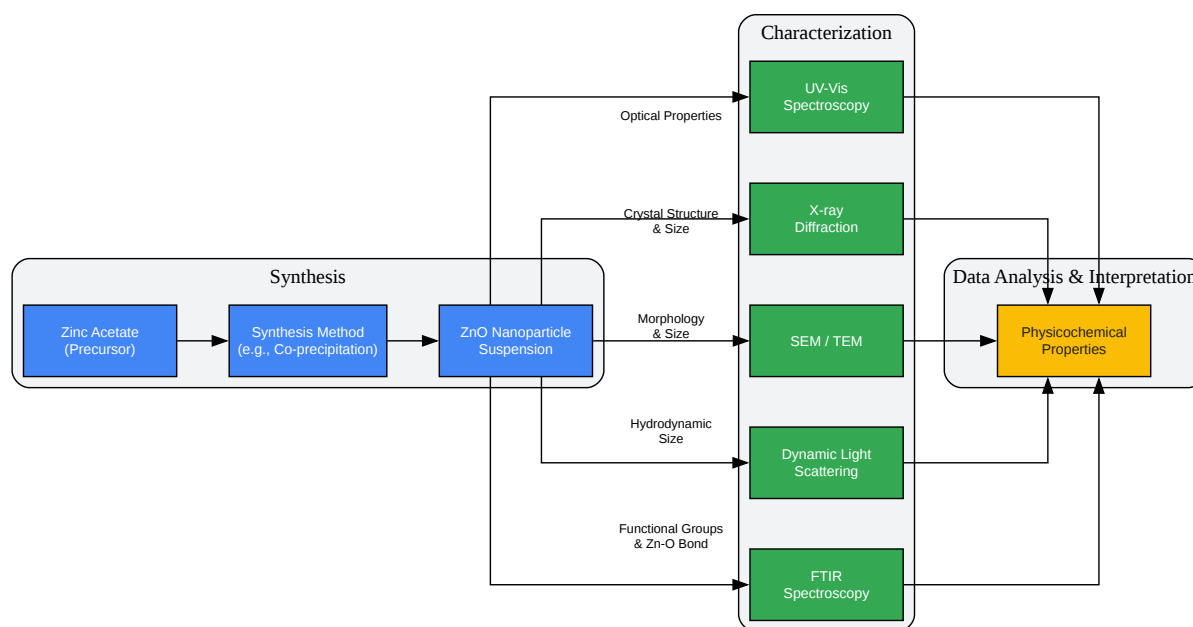 Characterization
UV-Vis
Spectroscopy
Optical Properties
X-ray
Diffraction
Crystal Structure
& Size
Synthesis
Data Analysis & Interpretation
Zinc Acetate
(Precursor)
Synthesis Method
(e.g., Co-precipitation)
ZnO Nanoparticle
Suspension
Morphology
& Size
SEM / TEM
Physicochemical
Properties
Hydrodynamic
Size
Dynamic Light
Scattering
Functional Groups
& Zn-O Bond
FTIR
Spectroscopy